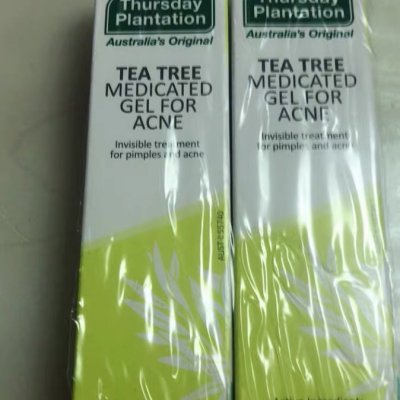 Thursday
Plantation
Australia's Original
TEA TREE
MEDICATED
GEL FOR
ACNE
Invisible treatment
for pimples and acne
Thursday
Plantation
Australia's Original
TEA TREE
MEDICATED
GEL FOR
ACNE
Invisible treatment
for pimples and acne